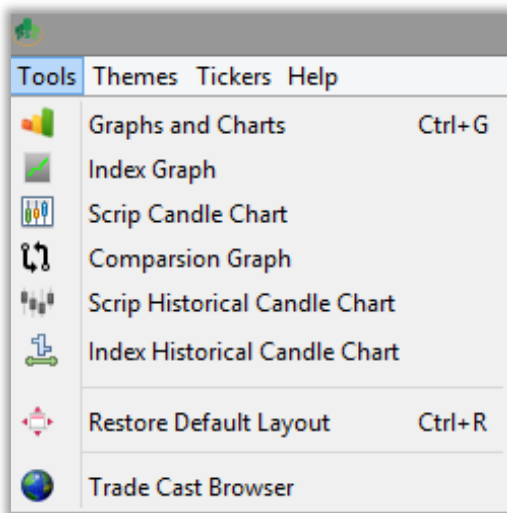 Tools Themes Tickers Help
Graphs and Charts Ctrl+G
Index Graph
Scrip Candle Chart
Comparsion Graph
Scrip Historical Candle Chart
Index Historical Candle Chart
Restore Default Layout Ctrl+R
Trade Cast Browser